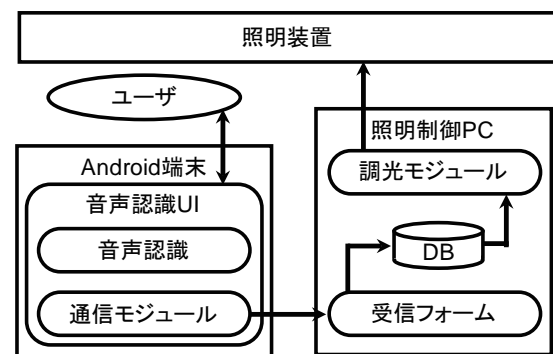 照明装置
ユーザ
Android端末
音声認識UI
音声認識
通信モジュール
照明制御PC
調光モジュール
DB
受信フォーム